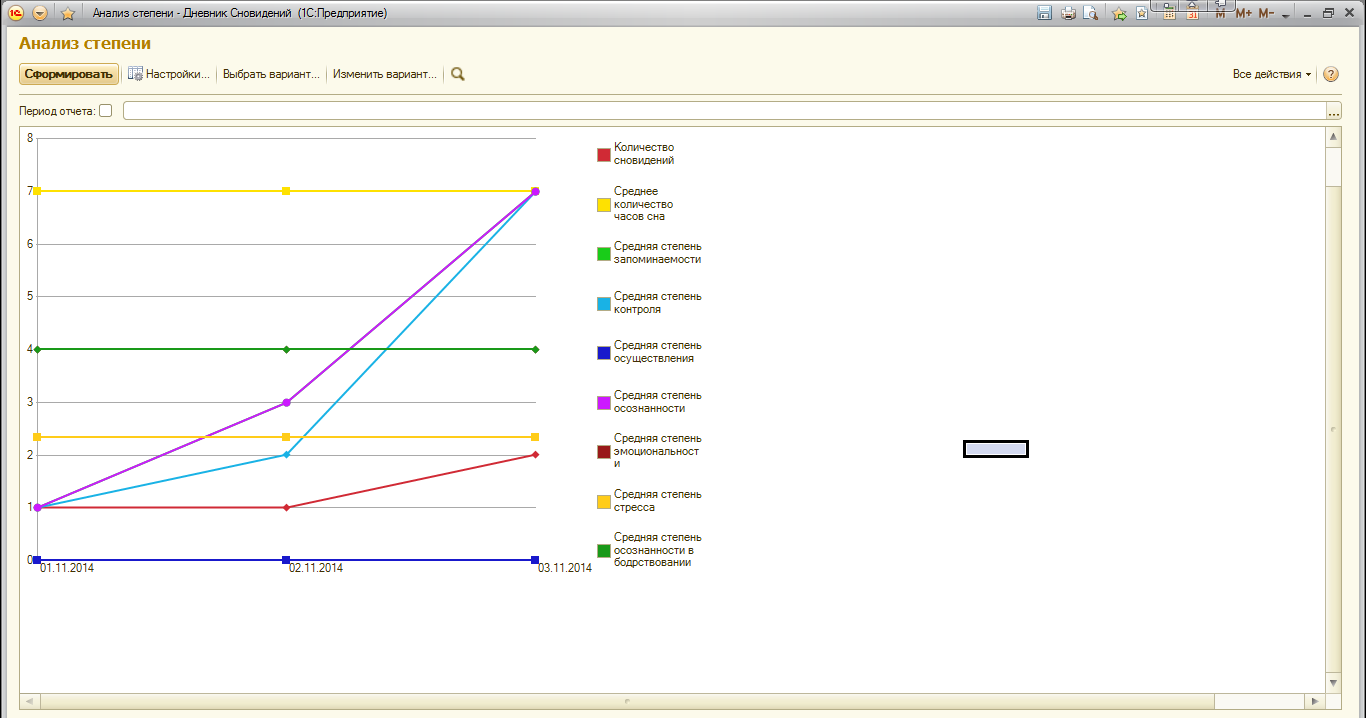 Анализ степени - Дневник Сновидений (1С:Предприятие)
M M+ M-
31
Анализ степени
Сформировать Настройки... Выбрать вариант... Изменить вариант... Все действия ?
Период отчета: ...
8
7
6
5
4
3
2
1
0
01.11.2014 02.11.2014 03.11.2014
Количество
сновидений
Среднее
количество
часов сна
Средняя степень
запоминаемости
Средняя степень
контроля
Средняя степень
осуществления
Средняя степень
осознанности
Средняя степень
эмоциональност
и
Средняя степень
стресса
Средняя степень
осознанности в
бодрствовании